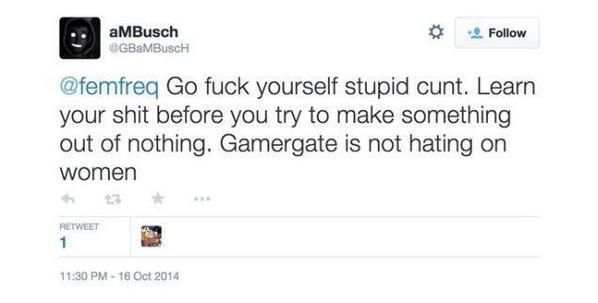 aMBusch
@GBaMBuscH
Follow
@femfreq Go fuck yourself stupid cunt. Learn
your shit before you try to make something
out of nothing. Gamergate is not hating on
women
RETWEET
1
11:30 PM - 16 Oct 2014